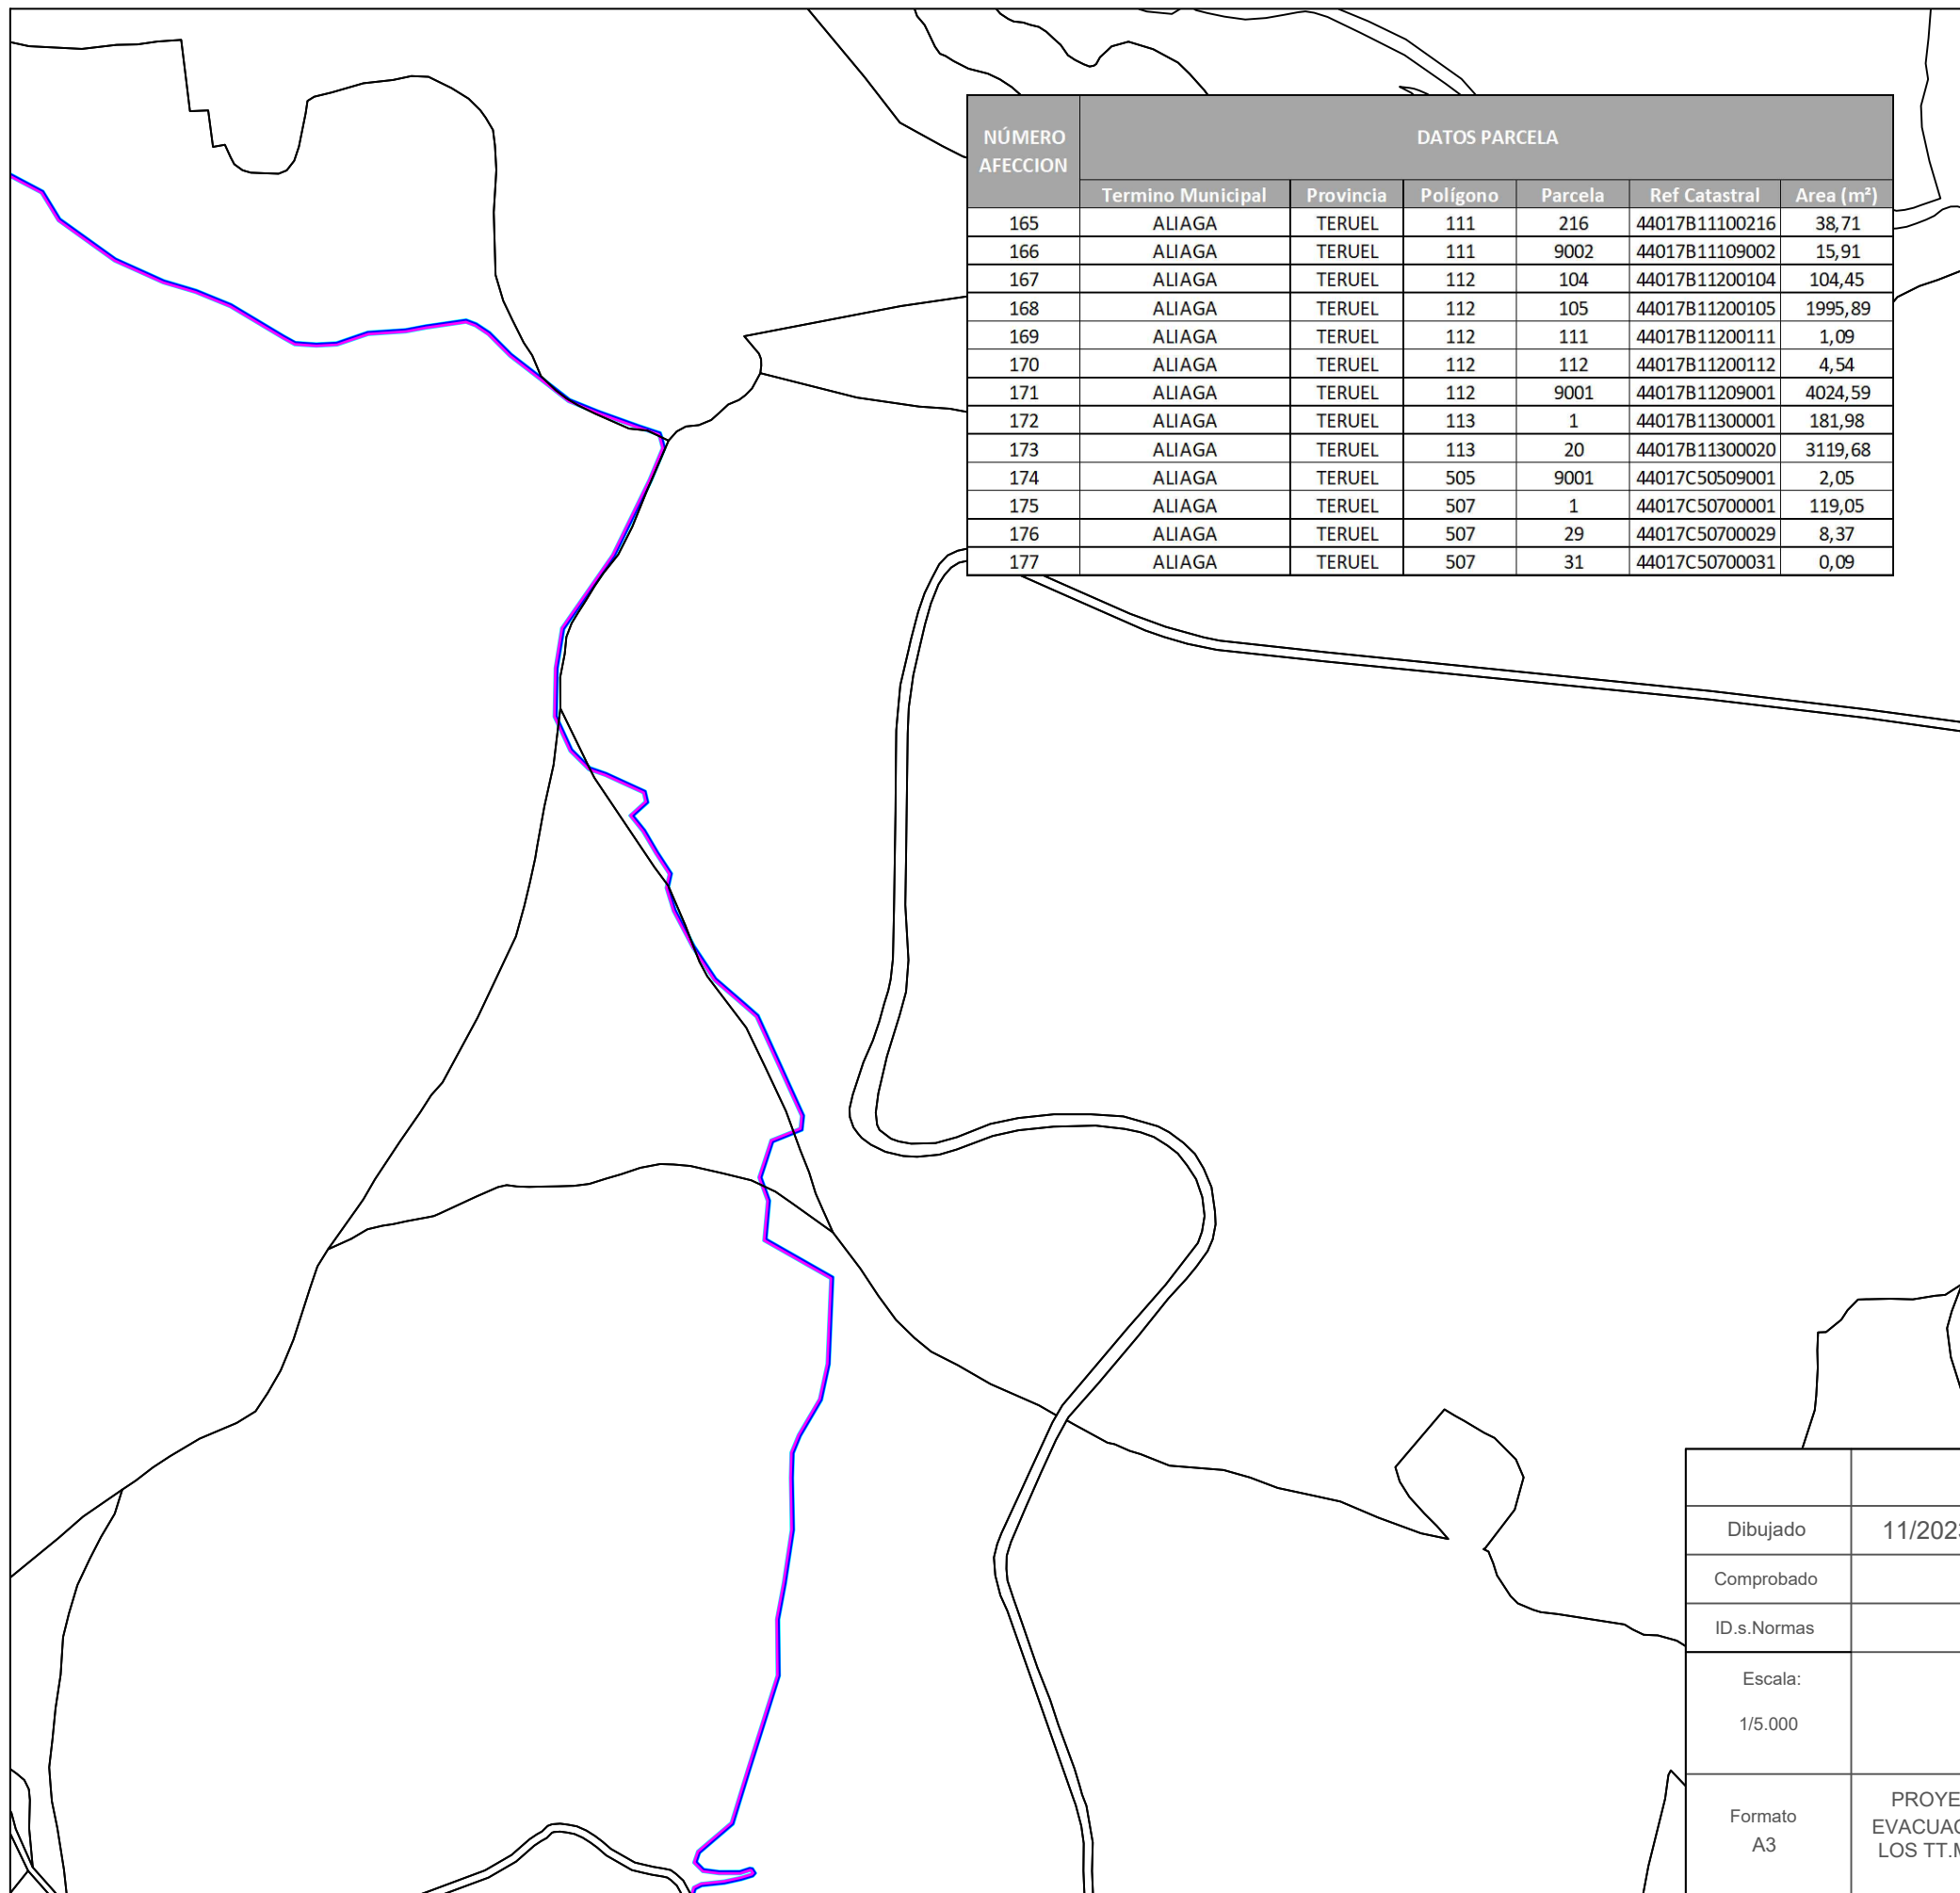 NÚMERO AFECCION DATOS PARCELA
Termino Municipal Provincia Polígono Parcela Ref Catastral Area (m²)
165 ALIAGA TERUEL 111 216 44017B11100216 38,71
166 ALIAGA TERUEL 111 9002 44017B11109002 15,91
167 ALIAGA TERUEL 112 104 44017B11200104 104,45
168 ALIAGA TERUEL 112 105 44017B11200105 1995,89
169 ALIAGA TERUEL 112 111 44017B11200111 1,09
170 ALIAGA TERUEL 112 112 44017B11200112 4,54
171 ALIAGA TERUEL 112 9001 44017B11209001 4024,59
172 ALIAGA TERUEL 113 1 44017B11300001 181,98
173 ALIAGA TERUEL 113 20 44017B11300020 3119,68
174 ALIAGA TERUEL 505 9001 44017C50509001 2,05
175 ALIAGA TERUEL 507 1 44017C50700001 119,05
176 ALIAGA TERUEL 507 29 44017C50700029 8,37
177 ALIAGA TERUEL 507 31 44017C50700031 0,09
Dibujado 11/202
Comprobado
ID.s.Normas
Escala:
1/5.000
Formato
A3
PROYE
EVACUA
LOS TT.